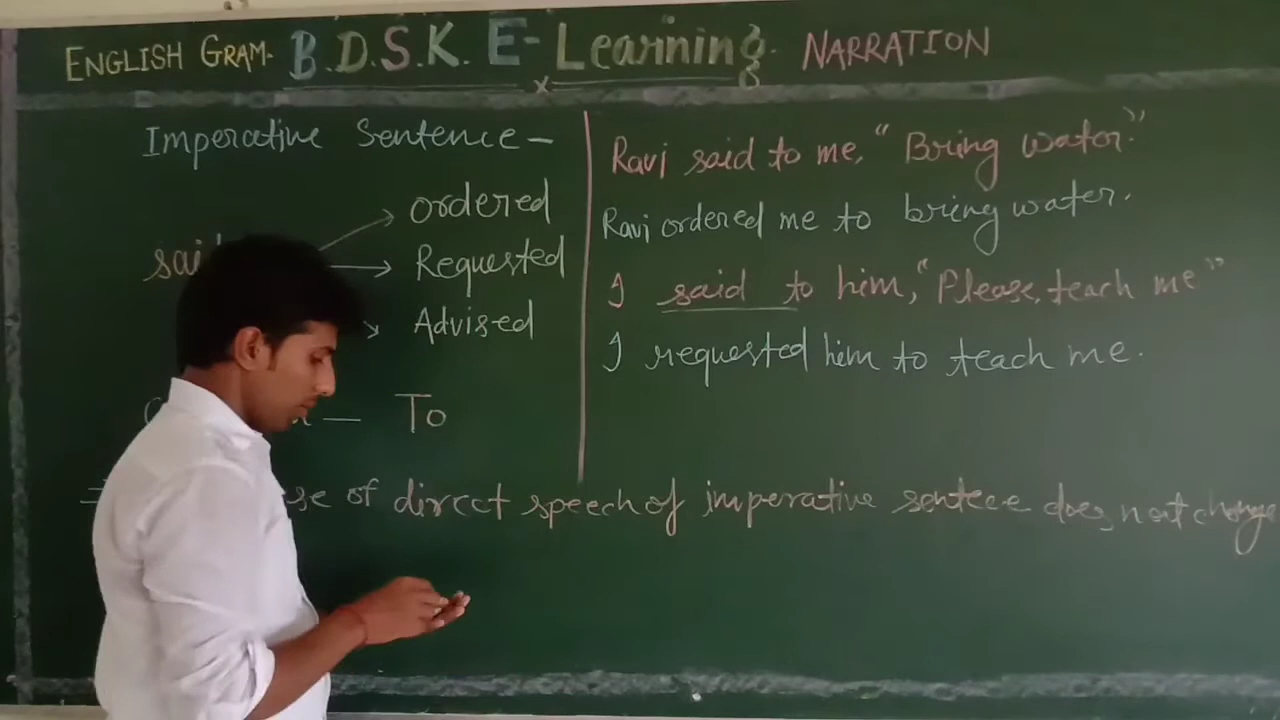 ENGLISH GRAM. B.D.S.K. E-Learning. NARRATION
Imperative Sentence -
ordered
Requested
Advised
— To
of direct speech of imperative sentece does not change
Ravi said to me, "Bring water."
Ravi ordered me to bring water.
I said to him, "Please, teach me"
I requested him to teach me.